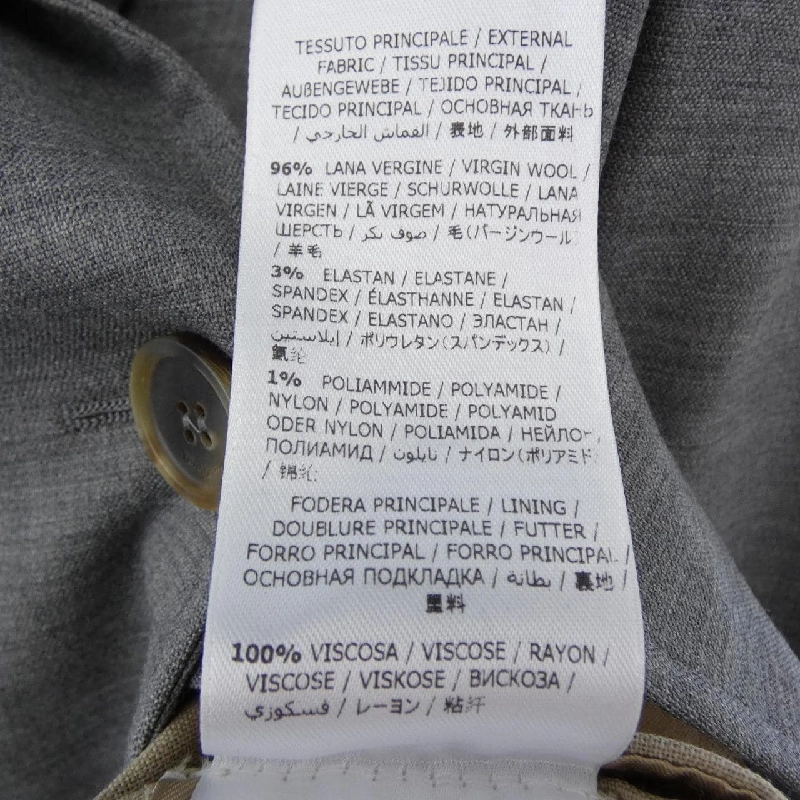 TESSUTO PRINCIPALE / EXTERNAL
FABRIC / TISSU PRINCIPAL /
AUßENGEWEBE / TEJIDO PRINCIPAL /
TECIDO PRINCIPAL / ОСНОВНАЯ ТКАНЬ
/ القماش الخارجي / 表地 / 外部面料
96% LANA VERGINE / VIRGIN WOOL /
LAINE VIERGE / SCHURWOLLE / LANA
VIRGEN / LÃ VIRGEM / НАТУРАЛЬНАЯ
ШЕРСТЬ / صوف بكر / 毛(バージンウール
/ 羊毛
3% ELASTAN / ELASTANE /
SPANDEX / ÉLASTHANNE / ELASTAN /
SPANDEX / ELASTANO / ЭЛАСТАН /
إيلاستين / ポリウレタン(スパンデックス) /
氨纶
1% POLIAMMIDE / POLYAMIDE /
NYLON / POLYAMIDE / POLYAMID
ODER NYLON / POLIAMIDA / НЕЙЛОН,
ПОЛИАМИД / نايلون / ナイロン(ポリアミド
/ 锦纶
FODERA PRINCIPALE / LINING /
DOUBLURE PRINCIPALE / FUTTER /
FORRO PRINCIPAL / FORRO PRINCIPAL /
ОСНОВНАЯ ПОДКЛАДКА / بطانة / 裏地 /
里料
100% VISCOSA / VISCOSE / RAYON /
VISCOSE / VISKOSE / ВИСКОЗА /
فسكوزي / レーヨン / 粘纤